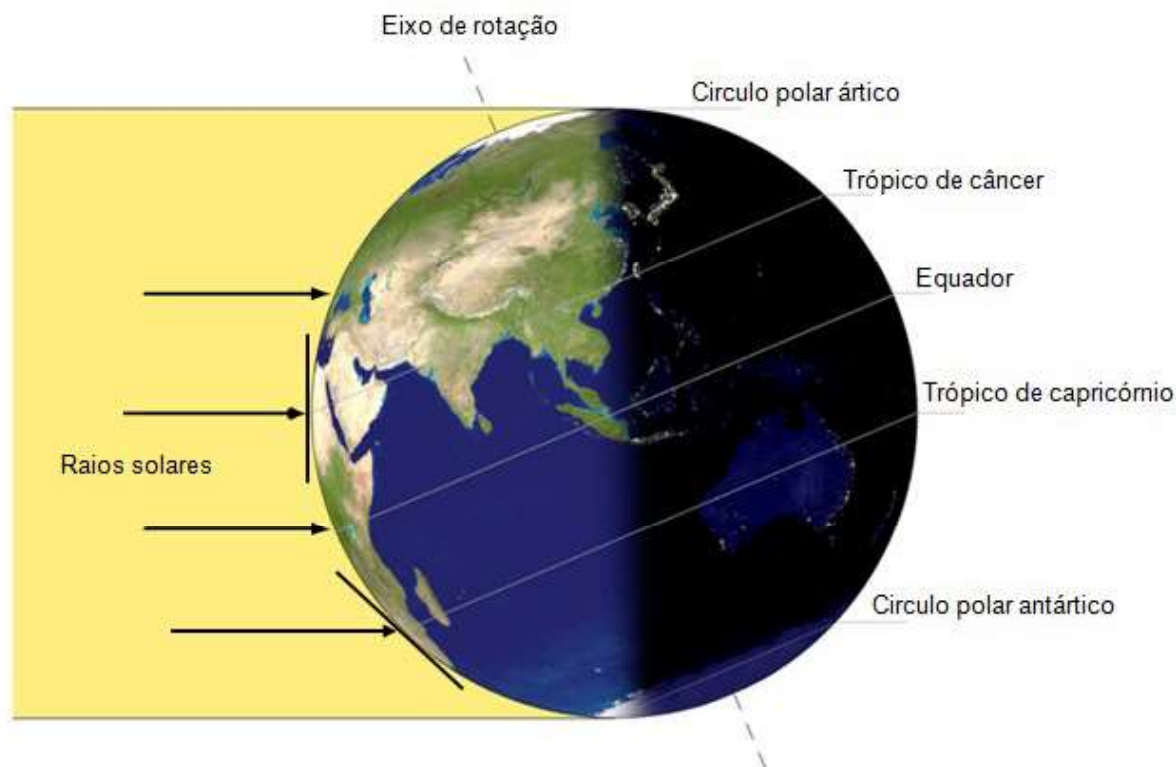 Eixo de rotação
Circulo polar ártico
Trópico de câncer
Equador
Trópico de capricórnio
Raios solares
Circulo polar antártico